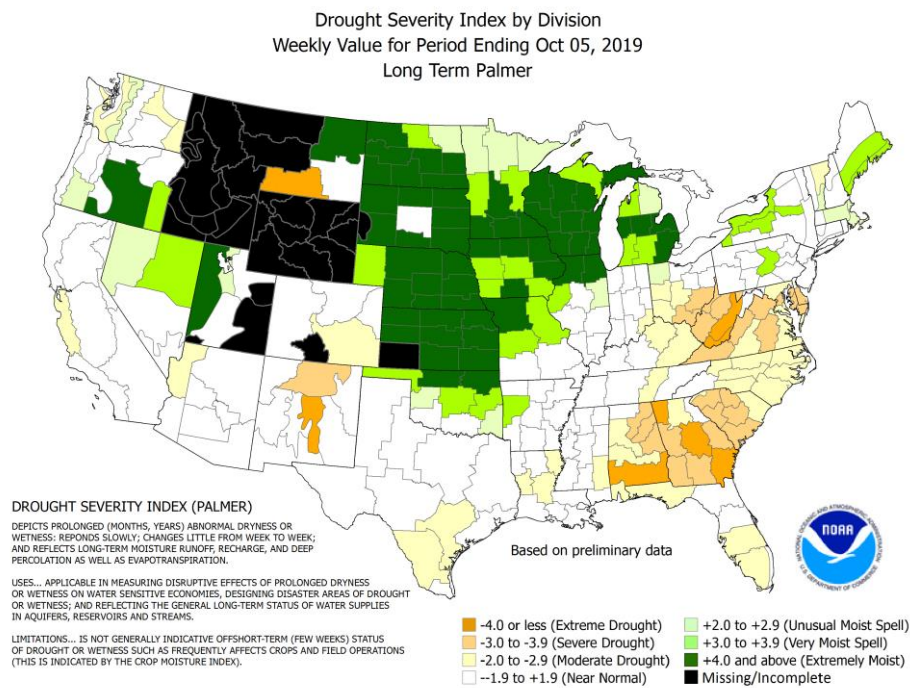 Drought Severity Index by Division
Weekly Value for Period Ending Oct 05, 2019
Long Term Palmer
DROUGHT SEVERITY INDEX (PALMER)
DEPICTS PROLONGED (MONTHS, YEARS) ABNORMAL DRYNESS OR
WETNESS: REPONDS SLOWLY; CHANGES LITTLE FROM WEEK TO WEEK;
AND REFLECTS LONG-TERM MOISTURE RUNOFF, RECHARGE, AND DEEP
PERCOLATION AS WELL AS EVAPOTRANSPIRATION.
USES... APPLICABLE IN MEASURING DISRUPTIVE EFFECTS OF PROLONGED DRYNESS
OR WETNESS ON WATER SENSITIVE ECONOMIES, DESIGNING DISASTER AREAS OF DROUGHT
OR WETNESS; AND REFLECTING THE GENERAL LONG-TERM STATUS OF WATER SUPPLIES
IN AQUIFERS, RESERVOIRS AND STREAMS.
LIMITATIONS... IS NOT GENERALLY INDICATIVE OFFSHORT-TERM (FEW WEEKS) STATUS
OF DROUGHT OR WETNESS SUCH AS FREQUENTLY AFFECTS CROPS AND FIELD OPERATIONS
(THIS IS INDICATED BY THE CROP MOISTURE INDEX).
Based on preliminary data
NATIONAL OCEANIC AND ATMOSPHERIC ADMINISTRATION
NOAA
U.S. DEPARTMENT OF COMMERCE
-4.0 or less (Extreme Drought)
-3.0 to -3.9 (Severe Drought)
-2.0 to -2.9 (Moderate Drought)
--1.9 to +1.9 (Near Normal)
+2.0 to +2.9 (Unusual Moist Spell)
+3.0 to +3.9 (Very Moist Spell)
+4.0 and above (Extremely Moist)
Missing/Incomplete